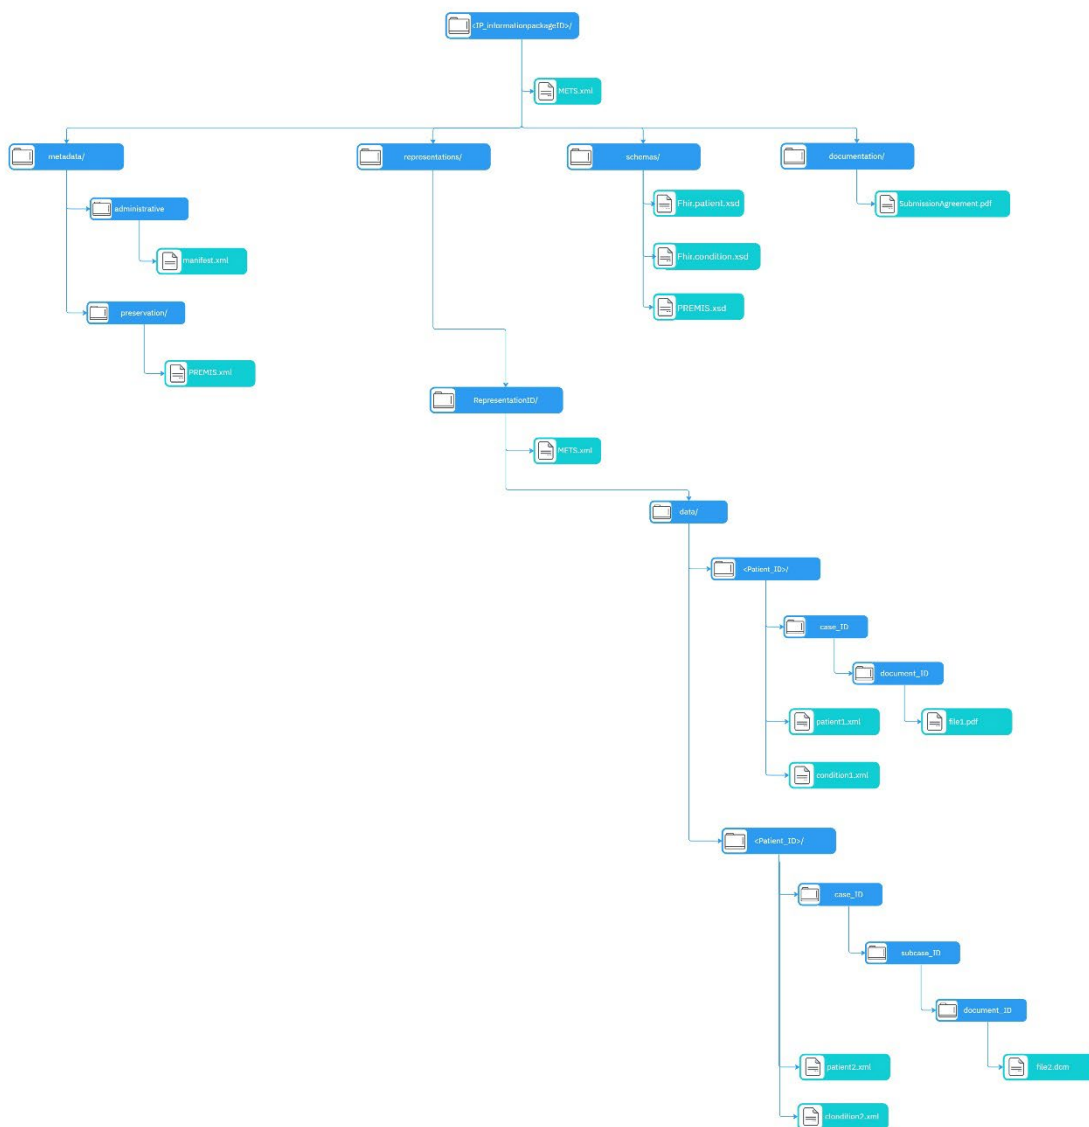 <IP_informationpackageID>/
METS.xml
metadata/
representations/
schemas/
documentation/
administrative
manifest.xml
preservation/
PREMIS.xml
Fhir.patient.xsd
Fhir.condition.xsd
PREMIS.xsd
SubmissionAgreement.pdf
RepresentationID/
METS.xml
data/
<Patient_ID>/
case_ID
document_ID
file1.pdf
patient1.xml
condition1.xml
<Patient_ID>/
case_ID
subcase_ID
document_ID
file2.dcm
patient2.xml
clondition2.xml